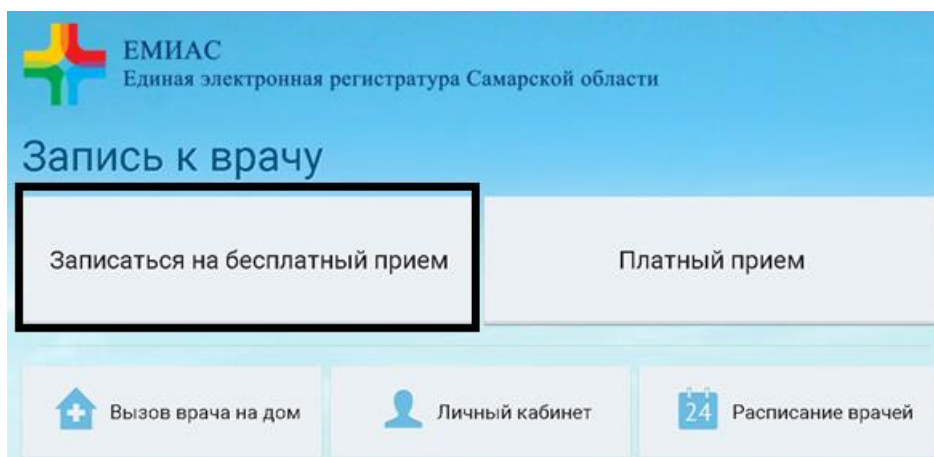 ЕМИАС
Единая электронная регистратура Самарской области
Запись к врачу
Записаться на бесплатный прием
Платный прием
Вызов врача на дом
Личный кабинет
24
Расписание врачей